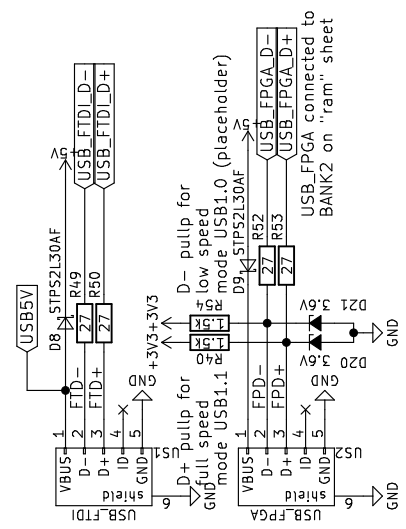 USB5V
USB_FTDI_D-
USB_FTDI_D+
+5V
D8 STPS2L30AF
R49
27
R50
27
FTD-
FTD+
GND
1
2
3
4
5
VBUS
D-
D+
ID
GND
shield
US1
USB_FTDI
6
GND
D+ pullp for
full speed
mode USB1.1
D- pullp for
low speed
mode USB1.0 (placeholder)
+3V3
+3V3
R54
1.5k
R40
1.5k
USB_FPGA_D-
USB_FPGA_D+
USB_FPGA connected to
BANK2 on "ram" sheet
+5V
D9 STPS2L30AF
R52
27
R53
27
D21 3.6V
D20 3.6V
GND
FPD-
FPD+
GND
1
2
3
4
5
VBUS
D-
D+
ID
GND
shield
US2
USB_FPGA
6
GND